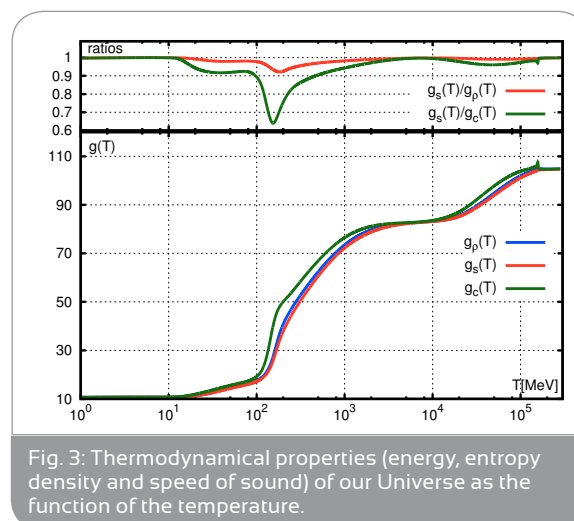 ratios
1
0.9
0.8
0.7
0.6
gs(T)/gρ(T)
gs(T)/gc(T)
g(T)
110
90
70
50
30
10
gρ(T)
gs(T)
gc(T)
T[MeV]
10⁰ 10¹ 10² 10³ 10⁴ 10⁵
Fig. 3: Thermodynamical properties (energy, entropy
density and speed of sound) of our Universe as the
function of the temperature.